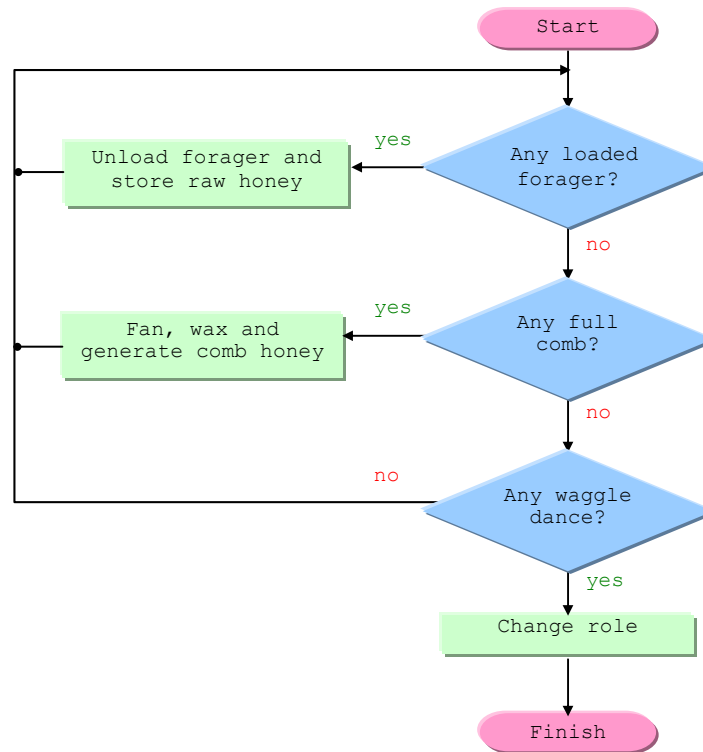 Start
Any loaded
forager?
yes
Unload forager and
store raw honey
no
Any full
comb?
yes
Fan, wax and
generate comb honey
no
Any waggle
dance?
no
yes
Change role
Finish